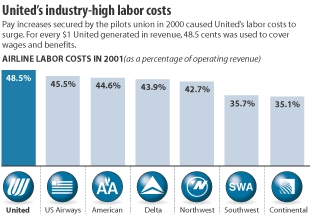 United's industry-high labor costs
Pay increases secured by the pilots union in 2000 caused United's labor costs to
surge. For every $1 United generated in revenue, 48.5 cents was used to cover
wages and benefits.
AIRLINE LABOR COSTS IN 2001 (as a percentage of operating revenue)
48.5% 45.5% 44.6% 43.9% 42.7% 35.7% 35.1%
AA SWA
United US Airways American Delta Northwest Southwest Continental